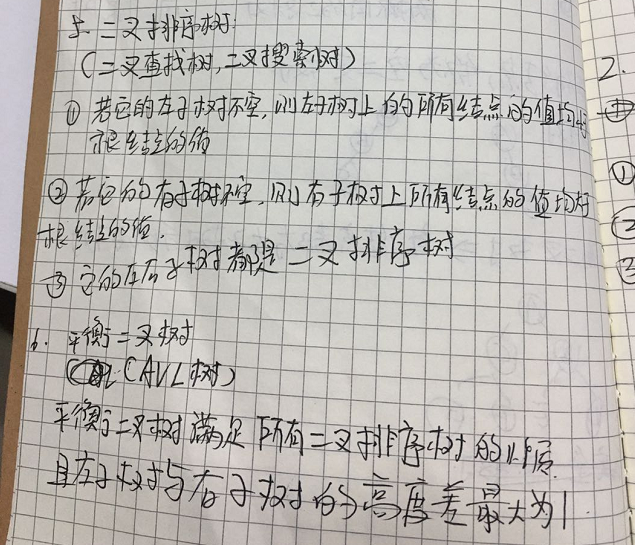 5. 二叉排序树:
(二叉查找树,二叉搜索树)
① 若它的左子树不空,则左子树上的所有结点的值均
根结点的值
② 若它的右子树不空,则右子树上所有结点的值均
根结点的值.
③ 它的左右子树都是二叉排序树
6. 平衡二叉树
(AVL树)
平衡二叉树满足所有二叉排序树的性质
且左子树与右子树的高度差最大为1
2.
①
②
③